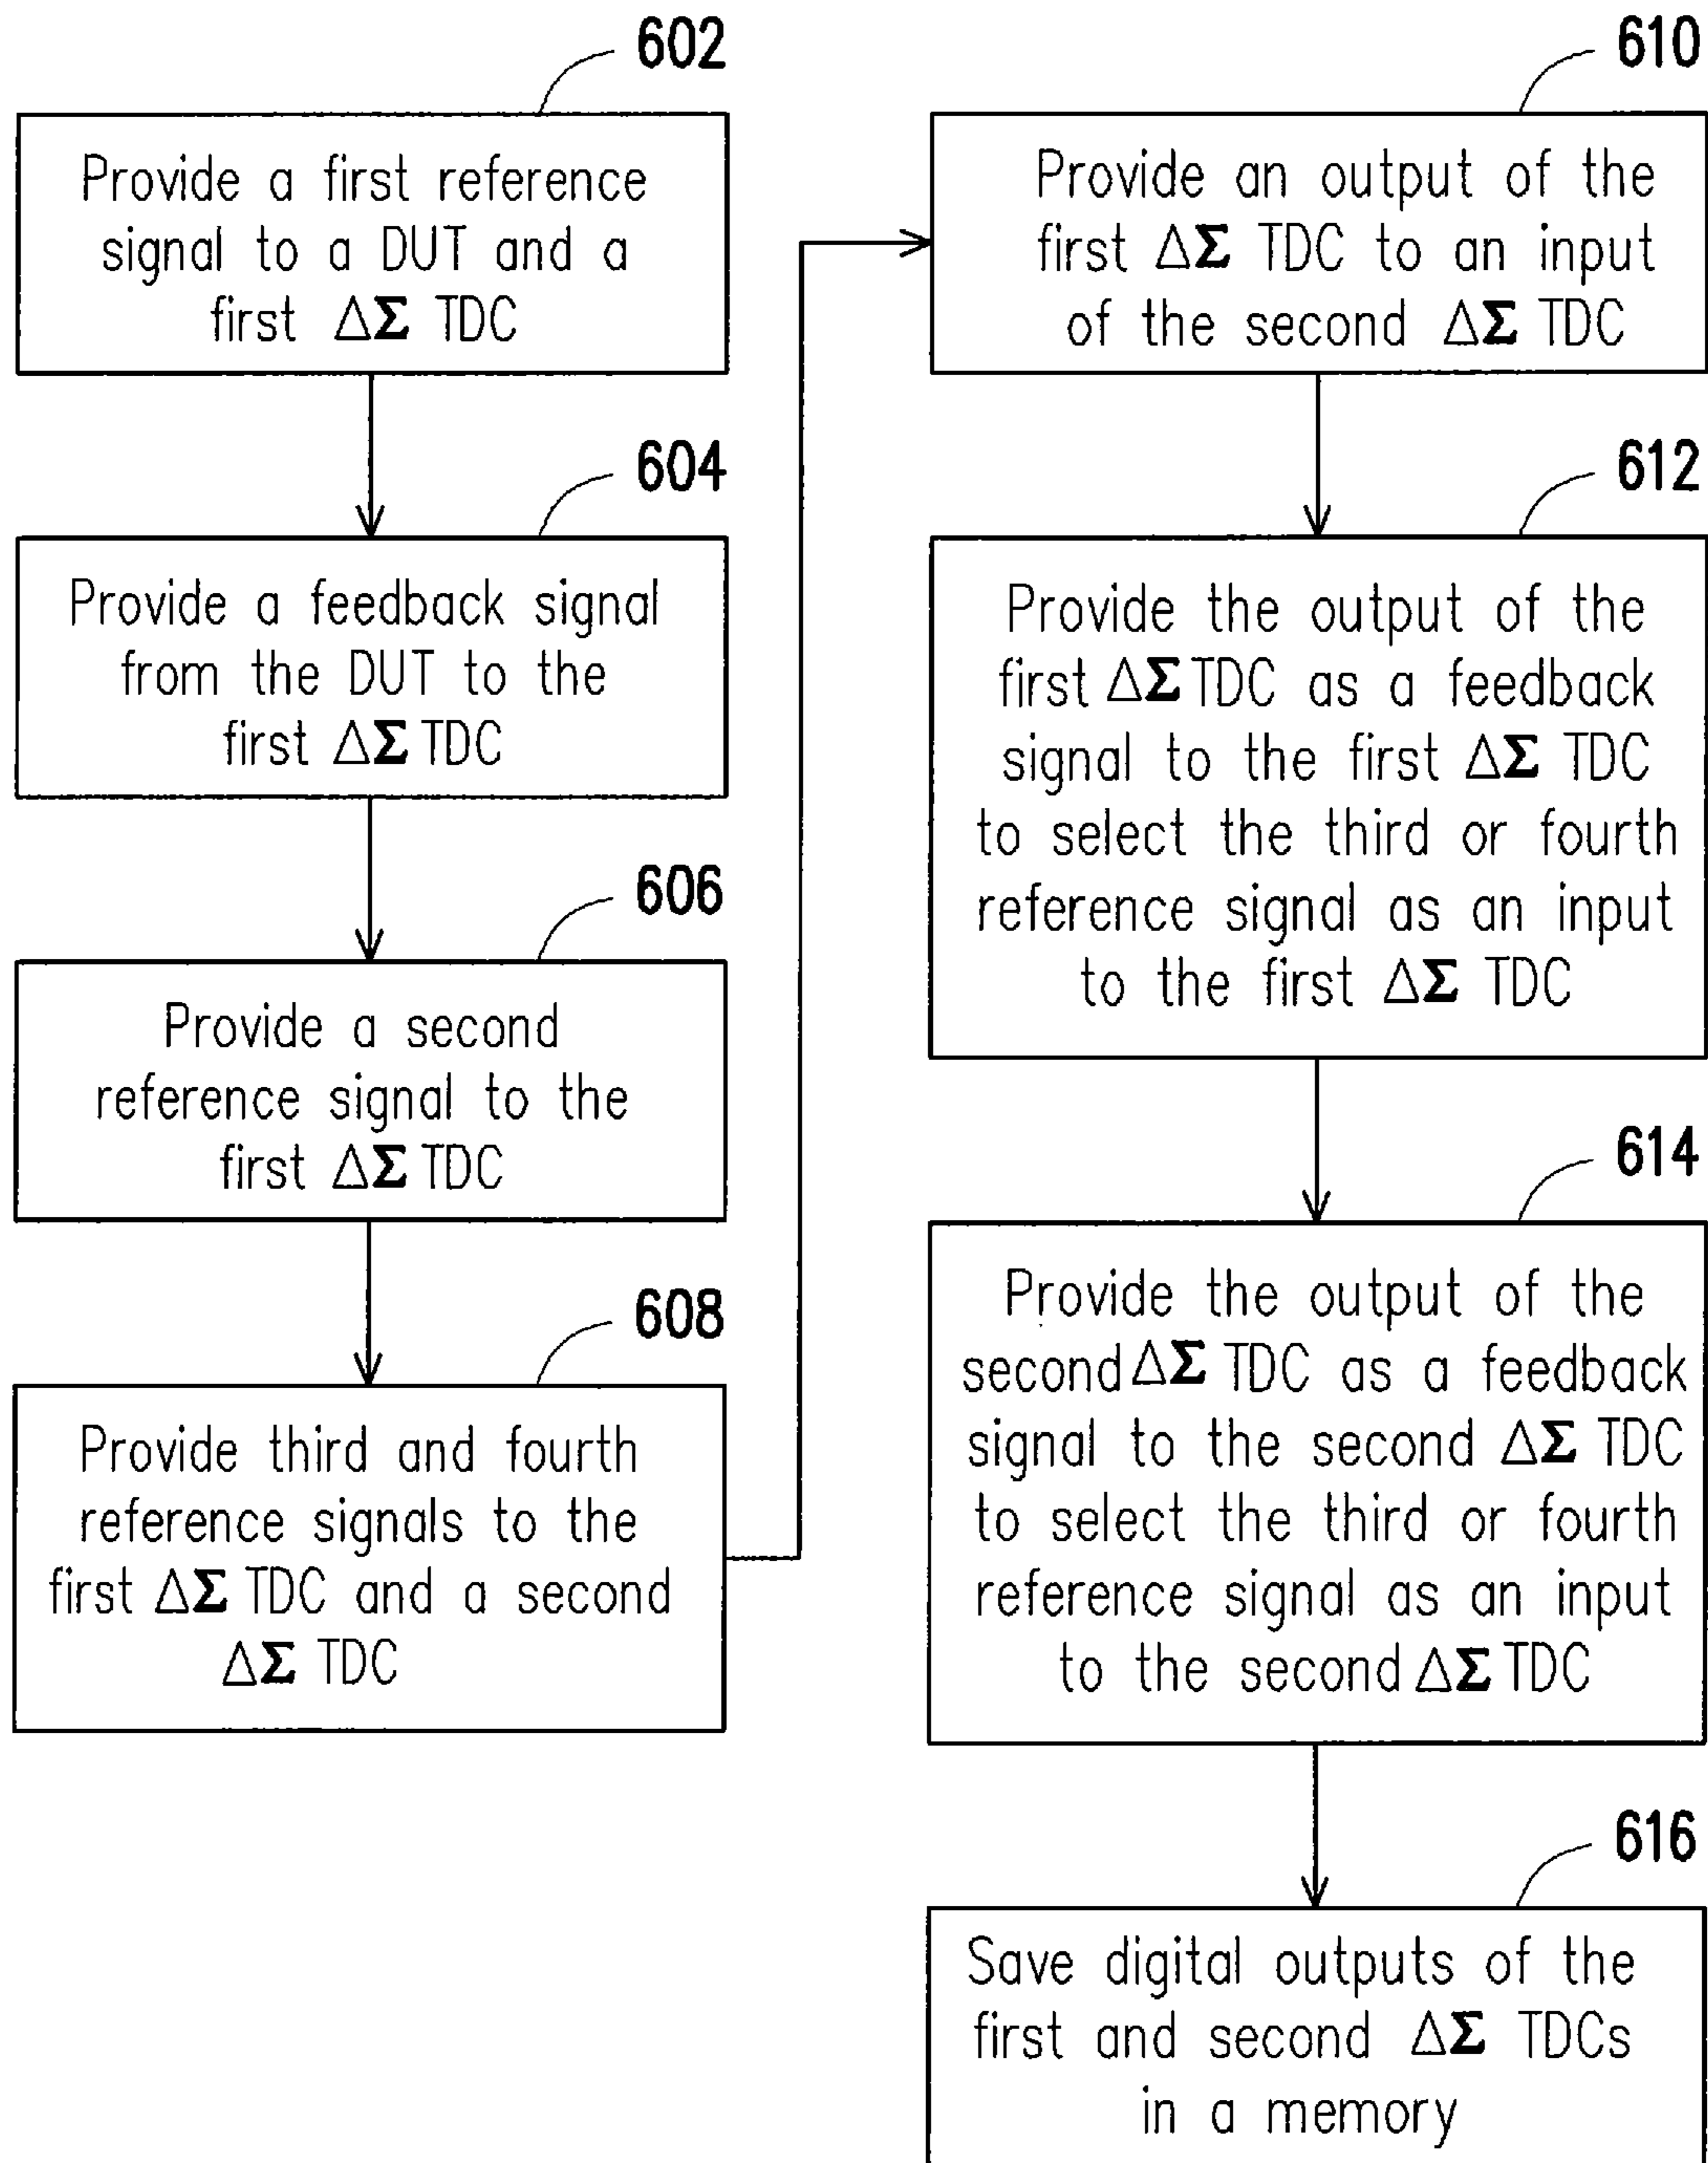 602
Provide a first reference
signal to a DUT and a
first ΔΣ TDC
604
Provide a feedback signal
from the DUT to the
first ΔΣ TDC
606
Provide a second
reference signal to the
first ΔΣ TDC
608
Provide third and fourth
reference signals to the
first ΔΣ TDC and a second
ΔΣ TDC
610
Provide an output of the
first ΔΣ TDC to an input
of the second ΔΣ TDC
612
Provide the output of the
first ΔΣ TDC as a feedback
signal to the first ΔΣ TDC
to select the third or fourth
reference signal as an input
to the first ΔΣ TDC
614
Provide the output of the
second ΔΣ TDC as a feedback
signal to the second ΔΣ TDC
to select the third or fourth
reference signal as an input
to the second ΔΣ TDC
616
Save digital outputs of the
first and second ΔΣ TDCs
in a memory